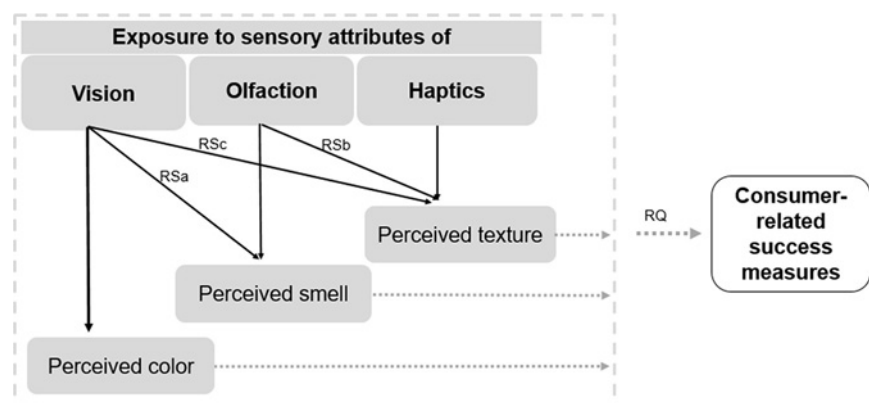 Exposure to sensory attributes of
Vision
Olfaction
Haptics
RSc
RSb
RSa
Perceived texture
RQ
Consumer-
related
success
measures
Perceived smell
Perceived color